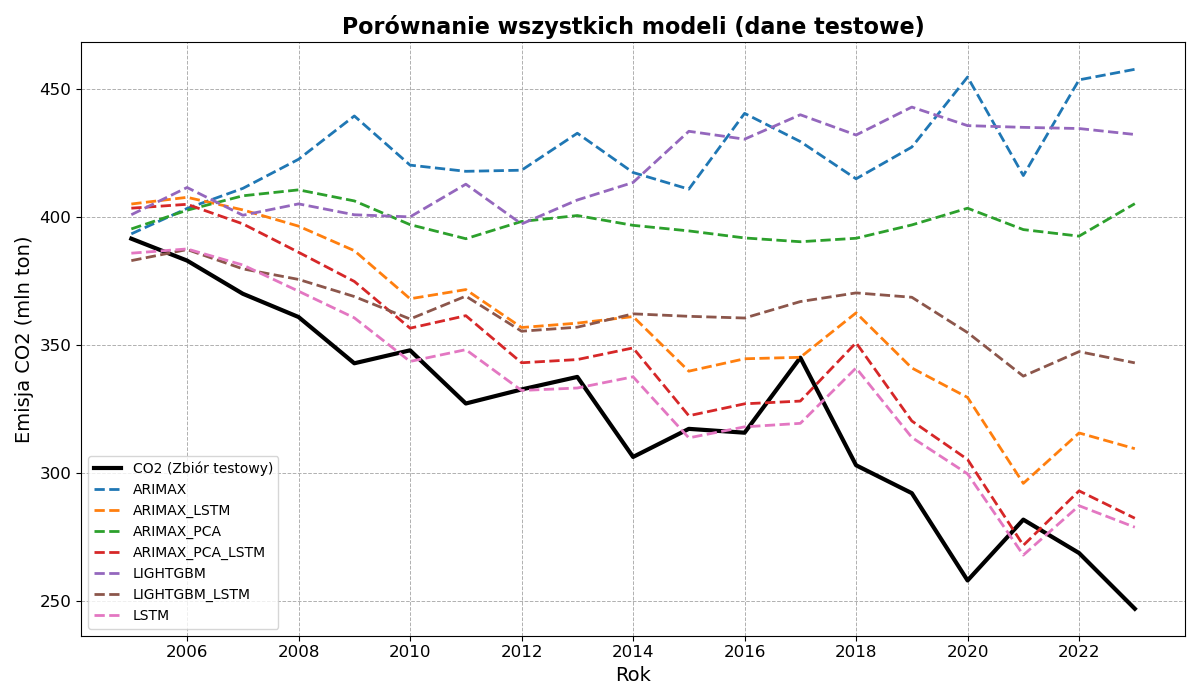 Porównanie wszystkich modeli (dane testowe)
Emisja CO2 (mln ton)
450
400
350
300
250
CO2 (Zbiór testowy)
ARIMAX
ARIMAX_LSTM
ARIMAX_PCA
ARIMAX_PCA_LSTM
LIGHTGBM
LIGHTGBM_LSTM
LSTM
2006 2008 2010 2012 2014 2016 2018 2020 2022
Rok